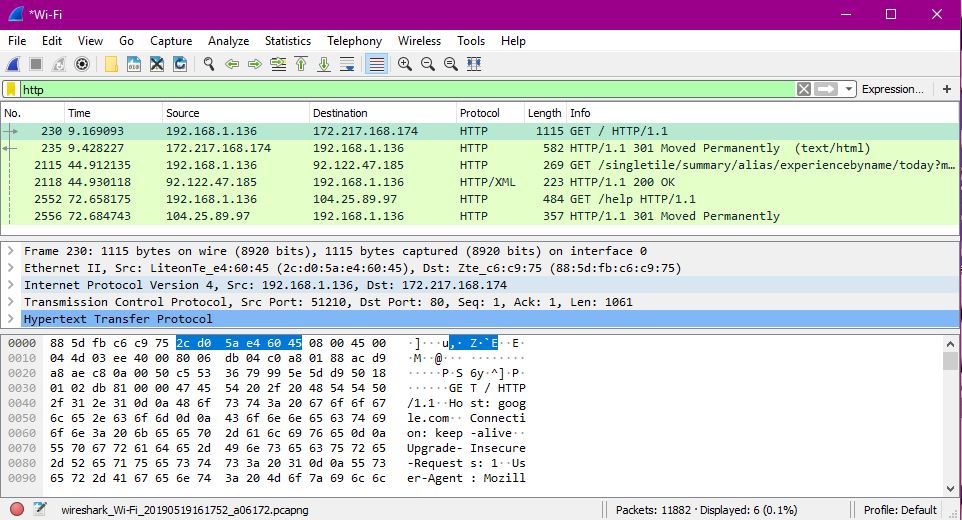 *Wi-Fi
File Edit View Go Capture Analyze Statistics Telephony Wireless Tools Help
http Expression... +
No. Time Source Destination Protocol Length Info
230 9.169093 192.168.1.136 172.217.168.174 HTTP 1115 GET / HTTP/1.1
235 9.428227 172.217.168.174 192.168.1.136 HTTP 582 HTTP/1.1 301 Moved Permanently (text/html)
2115 44.912135 192.168.1.136 92.122.47.185 HTTP 269 GET /singletile/summary/alias/experiencebyname/today?m…
2118 44.930118 92.122.47.185 192.168.1.136 HTTP/XML 223 HTTP/1.1 200 OK
2552 72.658175 192.168.1.136 104.25.89.97 HTTP 484 GET /help HTTP/1.1
2556 72.684743 104.25.89.97 192.168.1.136 HTTP 357 HTTP/1.1 301 Moved Permanently
Frame 230: 1115 bytes on wire (8920 bits), 1115 bytes captured (8920 bits) on interface 0
Ethernet II, Src: LiteonTe_e4:60:45 (2c:d0:5a:e4:60:45), Dst: Zte_c6:c9:75 (88:5d:fb:c6:c9:75)
Internet Protocol Version 4, Src: 192.168.1.136, Dst: 172.217.168.174
Transmission Control Protocol, Src Port: 51210, Dst Port: 80, Seq: 1, Ack: 1, Len: 1061
Hypertext Transfer Protocol
0000 88 5d fb c6 c9 75 2c d0 5a e4 60 45 08 00 45 00 ·]···u,· Z·`E··E·
0010 04 4d 03 ee 40 00 80 06 db 04 c0 a8 01 88 ac d9 ·M··@··· ········
0020 a8 ae c8 0a 00 50 c5 53 36 79 99 5e 5d d9 50 18 ·····P·S 6y·^]·P·
0030 01 02 db 81 00 00 47 45 54 20 2f 20 48 54 54 50 ······GE T / HTTP
0040 2f 31 2e 31 0d 0a 48 6f 73 74 3a 20 67 6f 6f 67 /1.1··Ho st: goog
0050 6c 65 2e 63 6f 6d 0d 0a 43 6f 6e 6e 65 63 74 69 le.com·· Connecti
0060 6f 6e 3a 20 6b 65 65 70 2d 61 6c 69 76 65 0d 0a on: keep -alive··
0070 55 70 67 72 61 64 65 2d 49 6e 73 65 63 75 72 65 Upgrade- Insecure
0080 2d 52 65 71 75 65 73 74 73 3a 20 31 0d 0a 55 73 -Request s: 1··Us
0090 65 72 2d 41 67 65 6e 74 3a 20 4d 6f 7a 69 6c 6c er-Agent : Mozill
wireshark_Wi-Fi_20190519161752_a06172.pcapng Packets: 11882 · Displayed: 6 (0.1%) Profile: Default